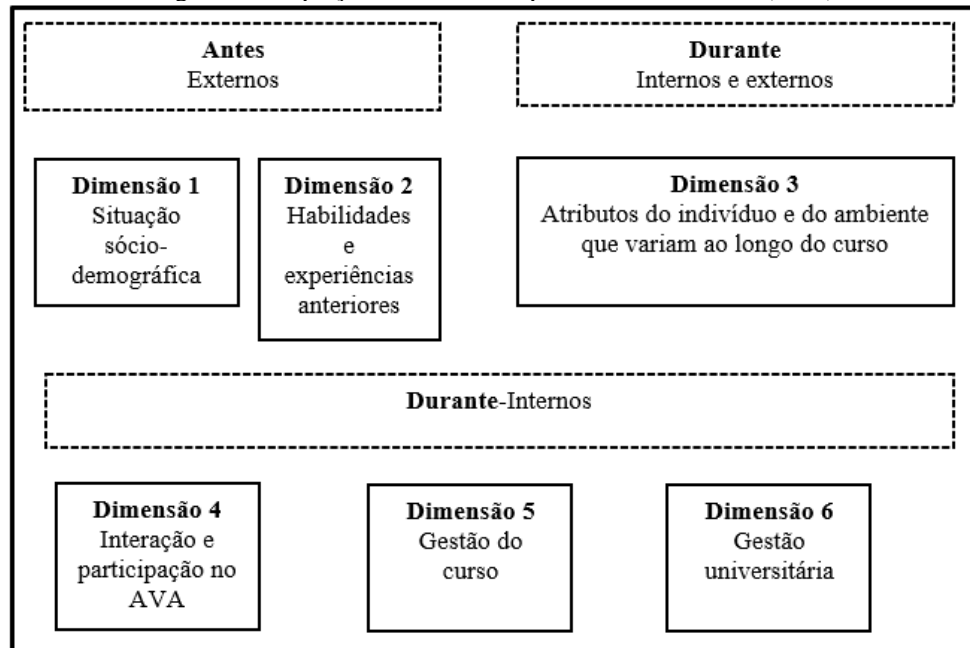 Antes
Externos
Durante
Internos e externos
Dimensão 1
Situação
sócio-
demográfica
Dimensão 2
Habilidades
e
experiências
anteriores
Dimensão 3
Atributos do indivíduo e do ambiente
que variam ao longo do curso
Durante-Internos
Dimensão 4
Interação e
participação no
AVA
Dimensão 5
Gestão do
curso
Dimensão 6
Gestão
universitária